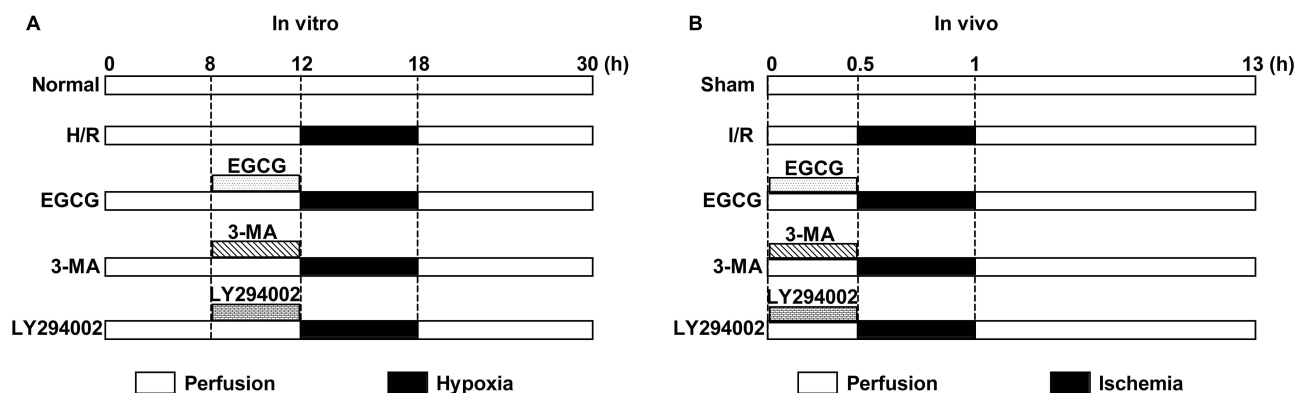 A
In vitro
0 8 12 18 30 (h)
Normal
H/R
EGCG
EGCG
3-MA
3-MA
LY294002
LY294002
Perfusion Hypoxia
B
In vivo
0 0.5 1 13 (h)
Sham
I/R
EGCG
EGCG
3-MA
3-MA
LY294002
LY294002
Perfusion Ischemia